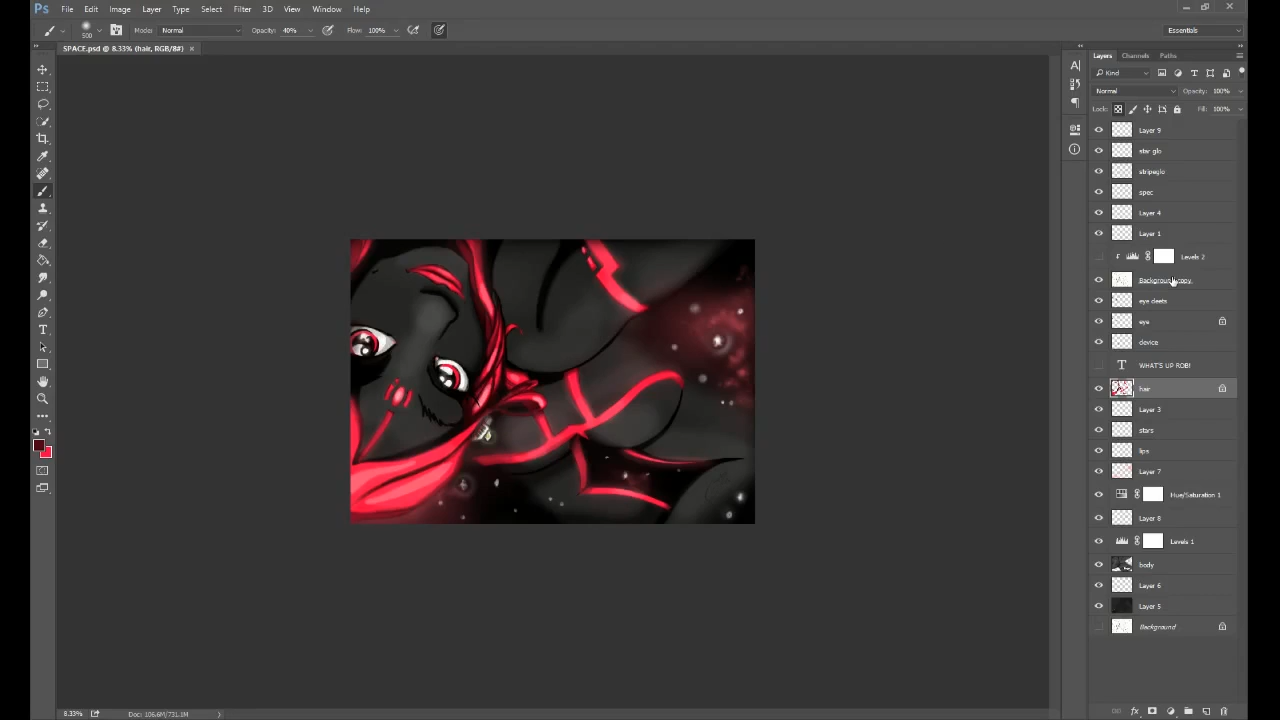 Ps File Edit Image Layer Type Select Filter 3D View Window Help
500 Mode: Normal Opacity: 40% Flow: 100% Essentials
SPACE.psd @ 8.33% (hair, RGB/8#) ×
Layers Channels Paths
Kind
Normal Opacity: 100%
Lock: Fill: 100%
Layer 9
star glo
stripeglo
spec
Layer 4
Layer 1
Levels 2
Background copy
eye deets
eye
device
T WHAT'S UP ROB!
hair
Layer 3
stars
lips
Layer 7
Hue/Saturation 1
Layer 8
Levels 1
body
Layer 6
Layer 5
Background
8.33% Doc: 106.6M/731.1M